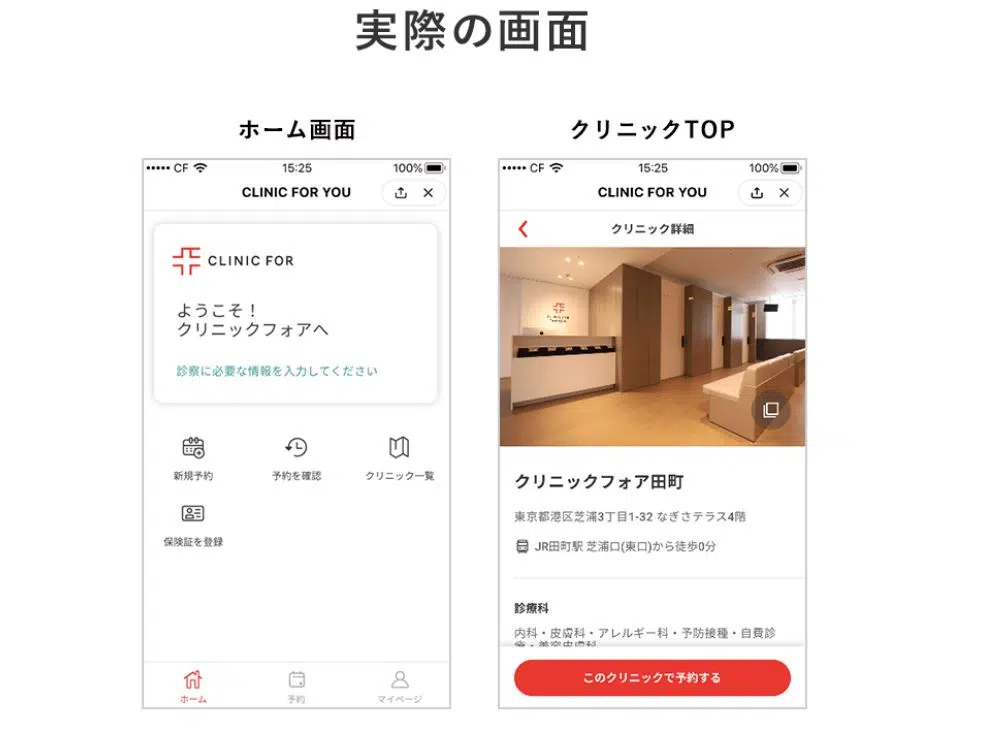 実際の画面
ホーム画面
CF 15:25 100%
CLINIC FOR YOU
CLINIC FOR
ようこそ！
クリニックフォアへ
診察に必要な情報を入力してください
新規予約 予約を確認 クリニック一覧
保険証を登録
ホーム 予約 マイページ
クリニックTOP
CF 15:25 100%
CLINIC FOR YOU
クリニック詳細
クリニックフォア田町
東京都港区芝浦3丁目1-32 なぎさテラス4階
JR田町駅 芝浦口(東口)から徒歩0分
診療科
内科・皮膚科・アレルギー科・予防接種・自費診
療・美容皮膚科
このクリニックで予約する